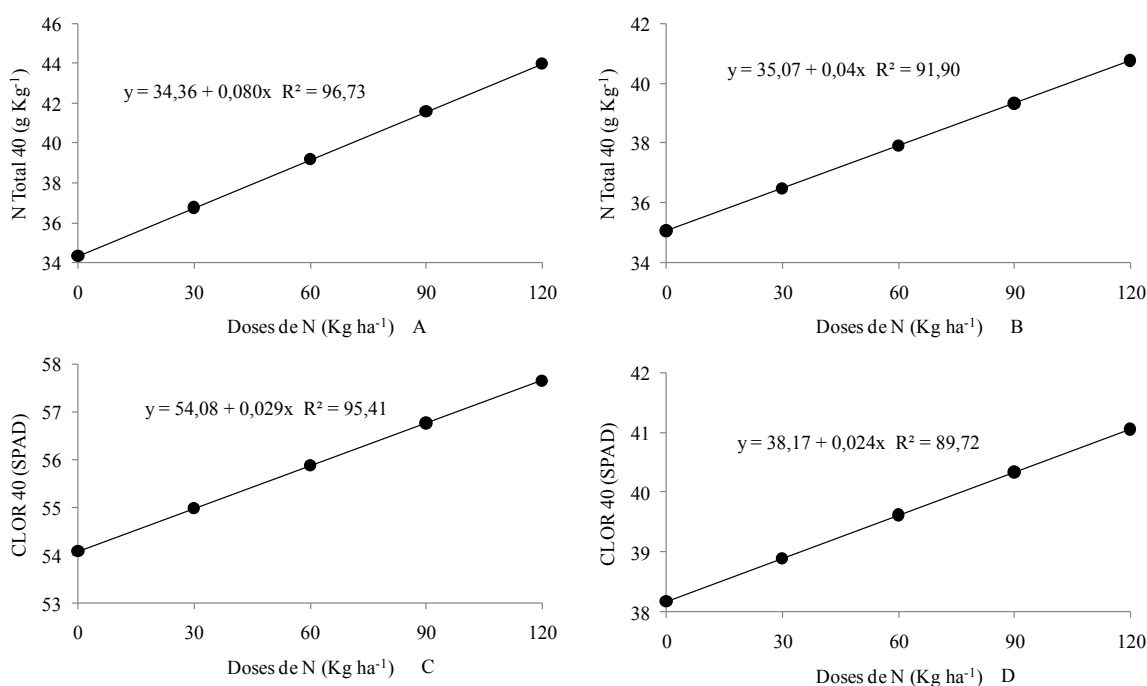 46
44
42
40
38
36
34
N Total 40 (g Kg⁻¹)
y = 34,36 + 0,080x R² = 96,73
0 30 60 90 120
Doses de N (Kg ha⁻¹) A
42
40
38
36
34
N Total 40 (g Kg⁻¹)
y = 35,07 + 0,04x R² = 91,90
0 30 60 90 120
Doses de N (Kg ha⁻¹) B
58
57
56
55
54
53
CLOR 40 (SPAD)
y = 54,08 + 0,029x R² = 95,41
0 30 60 90 120
Doses de N (Kg ha⁻¹) C
42
41
40
39
38
CLOR 40 (SPAD)
y = 38,17 + 0,024x R² = 89,72
0 30 60 90 120
Doses de N (Kg ha⁻¹) D